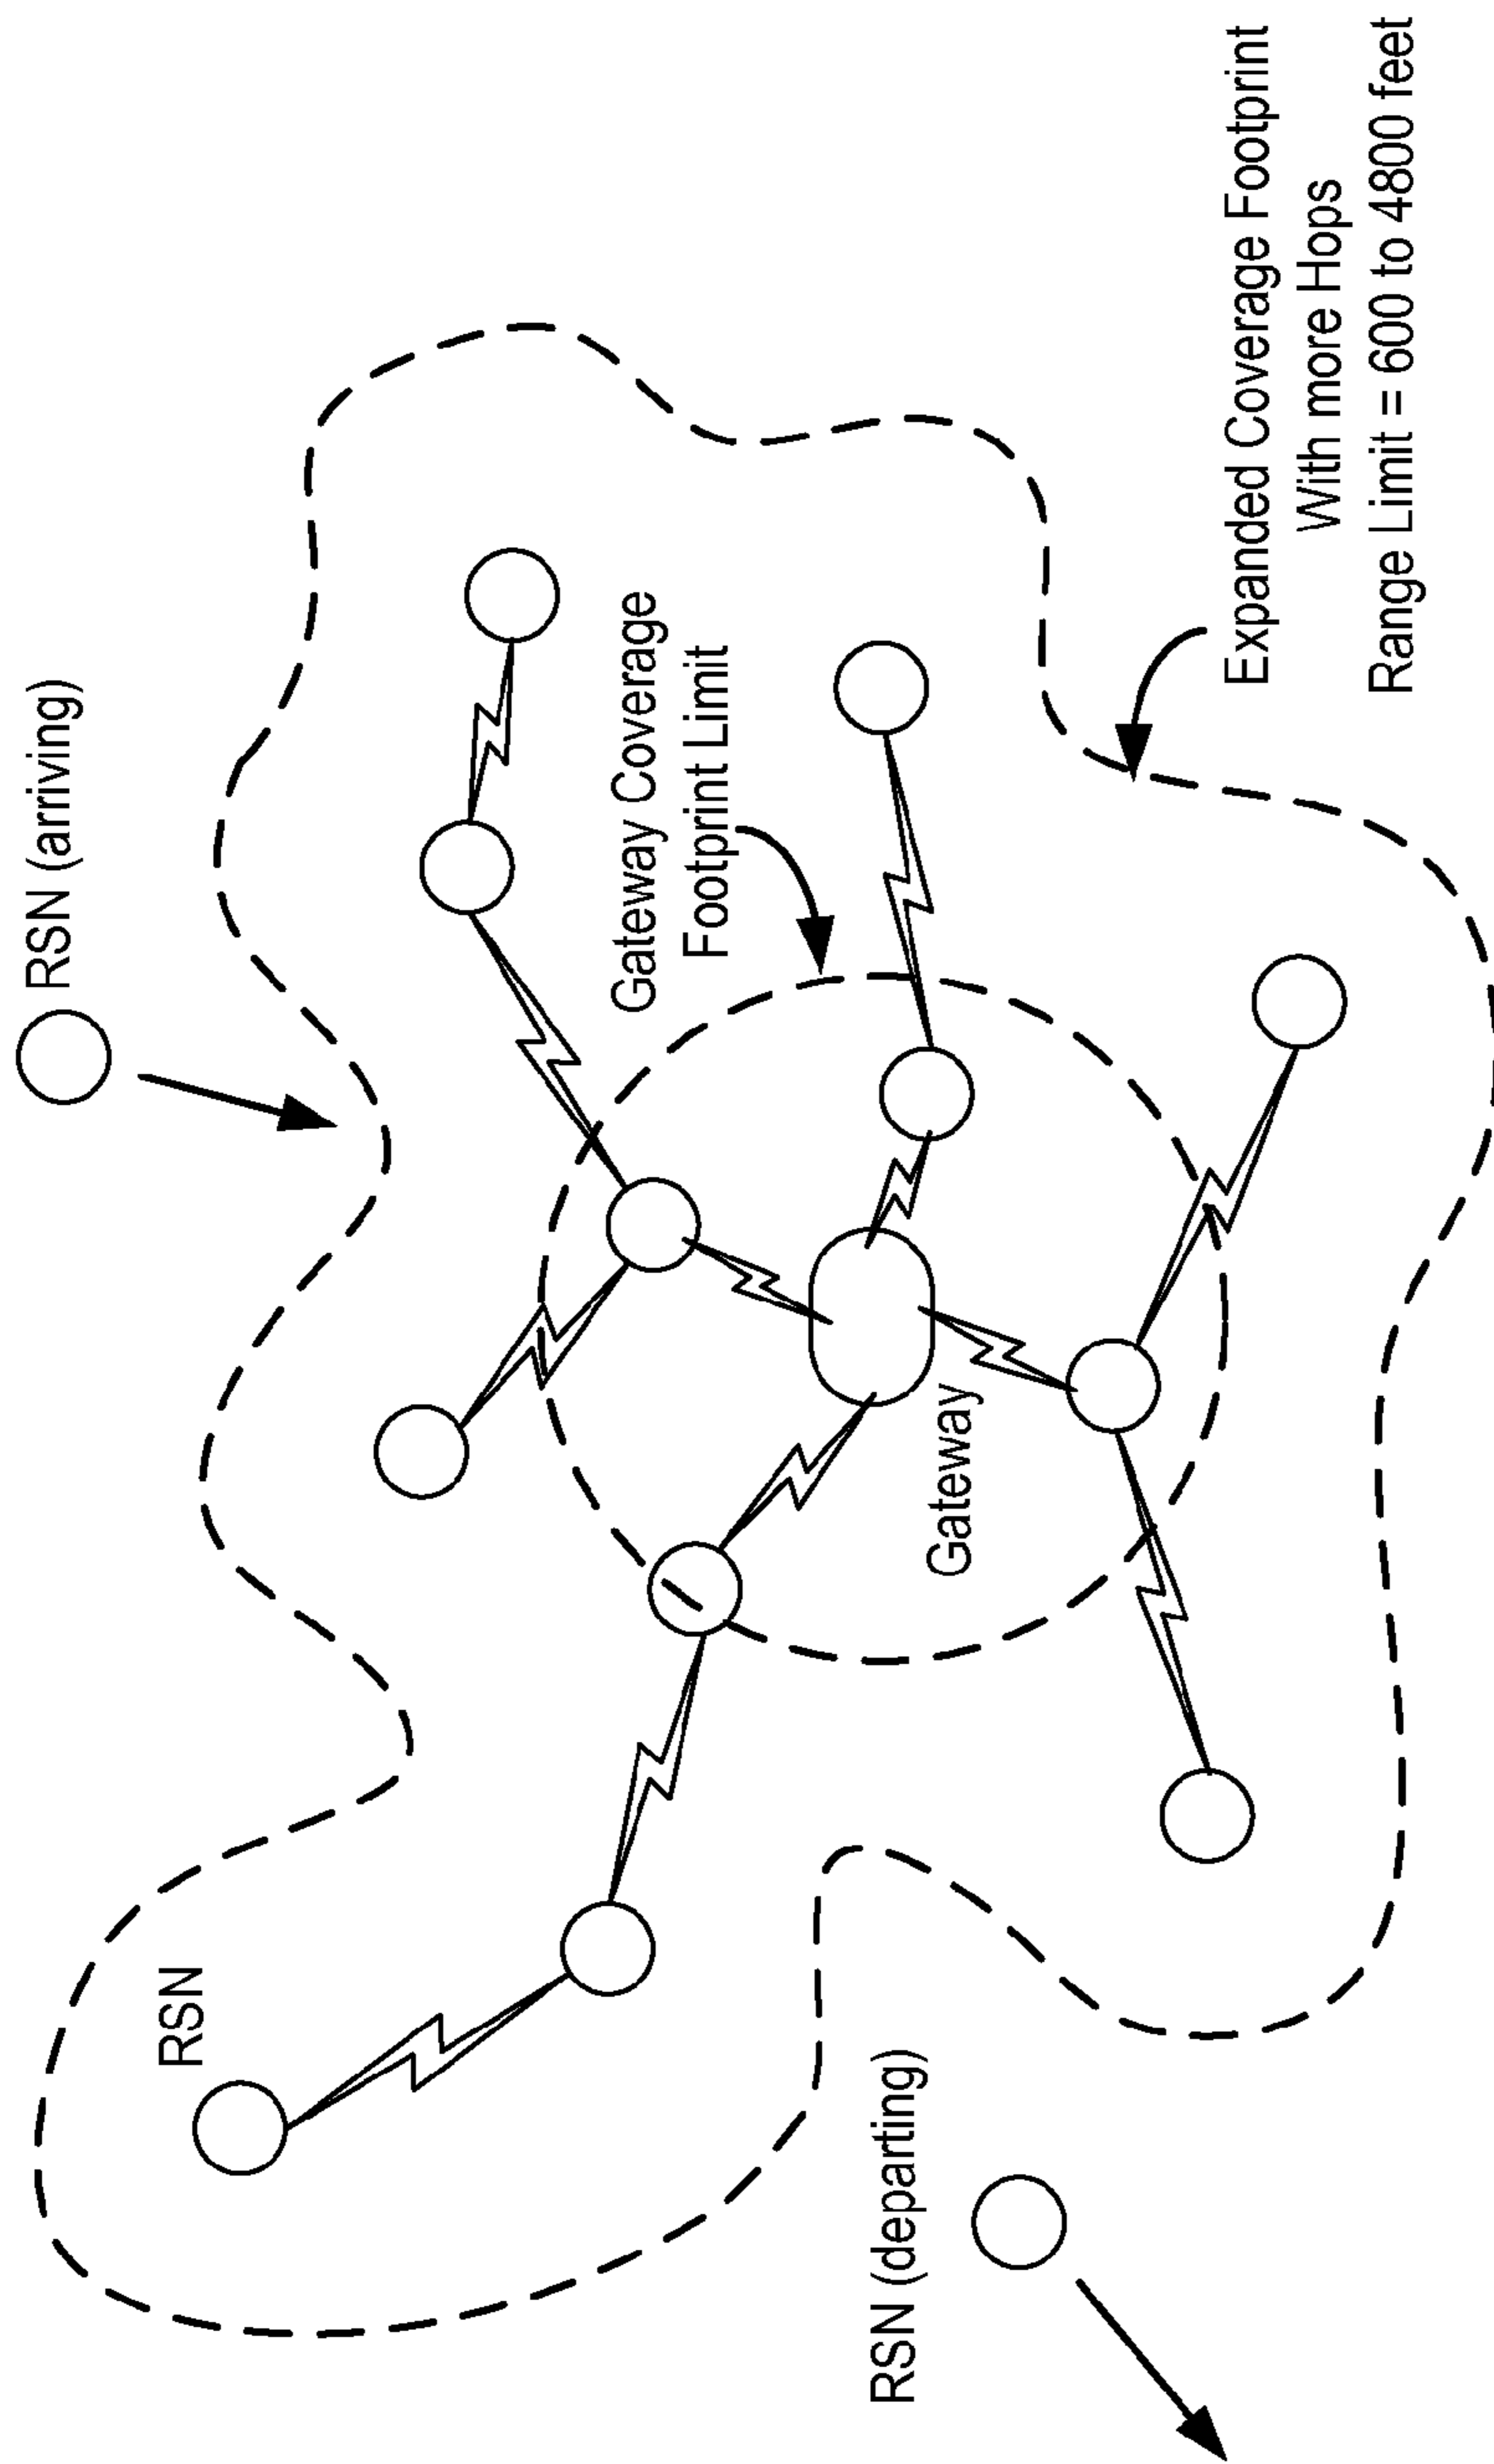 RSN (arriving)
RSN
Gateway Coverage
Footprint Limit
RSN (departing)
Gateway
Expanded Coverage Footprint
With more Hops
Range Limit = 600 to 4800 feet